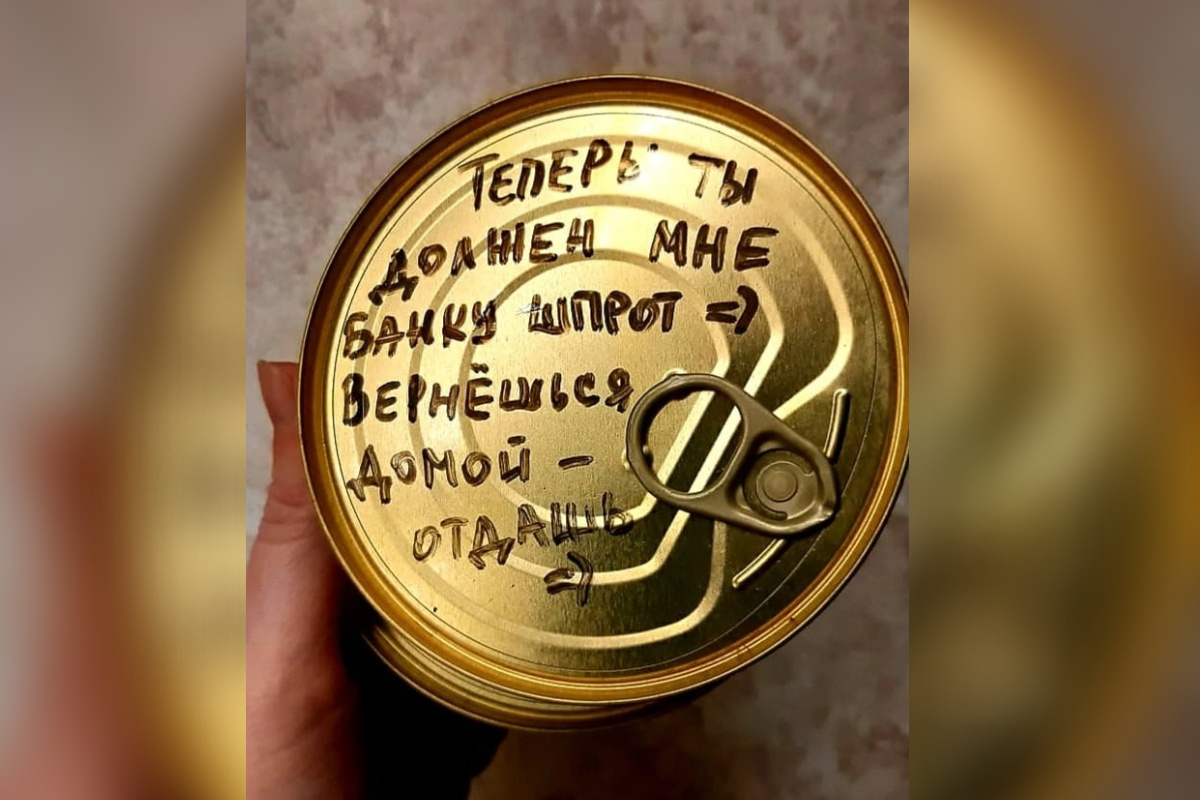 ТЕПЕРЬ ТЫ
ДОЛЖЕН МНЕ
БАНКУ ШПРОТ =)
ВЕРНЁШЬСЯ
ДОМОЙ -
ОТДАШЬ
=)